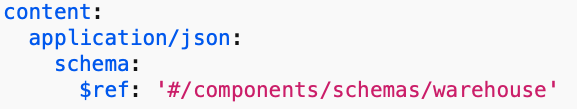 content:
  application/json:
    schema:
      $ref: '#/components/schemas/warehouse'